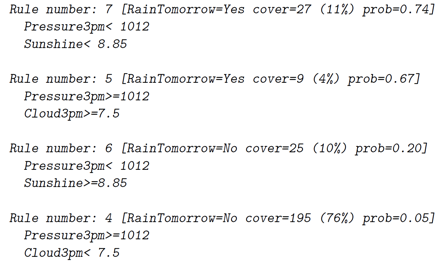 Rule number: 7 [RainTomorrow=Yes cover=27 (11%) prob=0.74]
Pressure3pm< 1012
Sunshine< 8.85
Rule number: 5 [RainTomorrow=Yes cover=9 (4%) prob=0.67]
Pressure3pm>=1012
Cloud3pm>=7.5
Rule number: 6 [RainTomorrow=No cover=25 (10%) prob=0.20]
Pressure3pm< 1012
Sunshine>=8.85
Rule number: 4 [RainTomorrow=No cover=195 (76%) prob=0.05]
Pressure3pm>=1012
Cloud3pm< 7.5